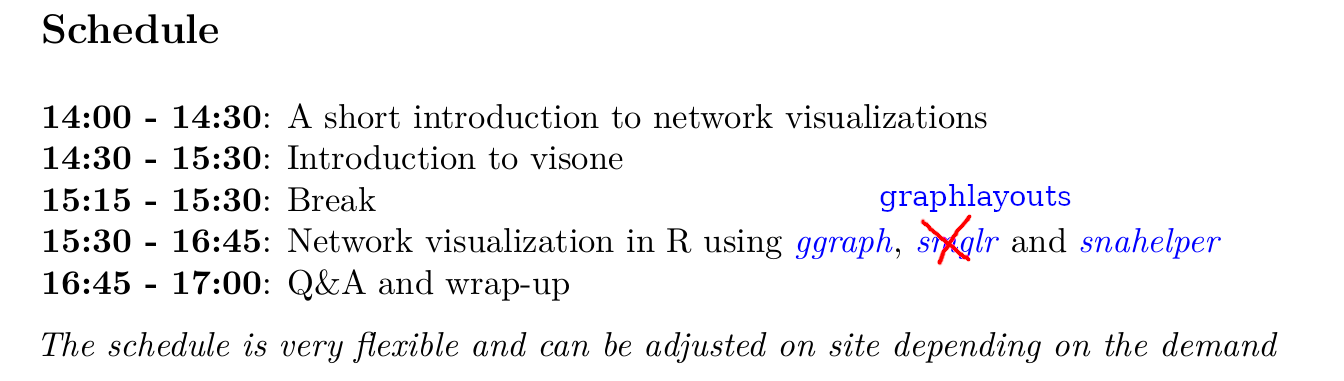 Schedule
14:00 - 14:30: A short introduction to network visualizations
14:30 - 15:30: Introduction to visone
15:15 - 15:30: Break
graphlayouts
15:30 - 16:45: Network visualization in R using ggraph, smglr and snahelper
16:45 - 17:00: Q&A and wrap-up
The schedule is very flexible and can be adjusted on site depending on the demand